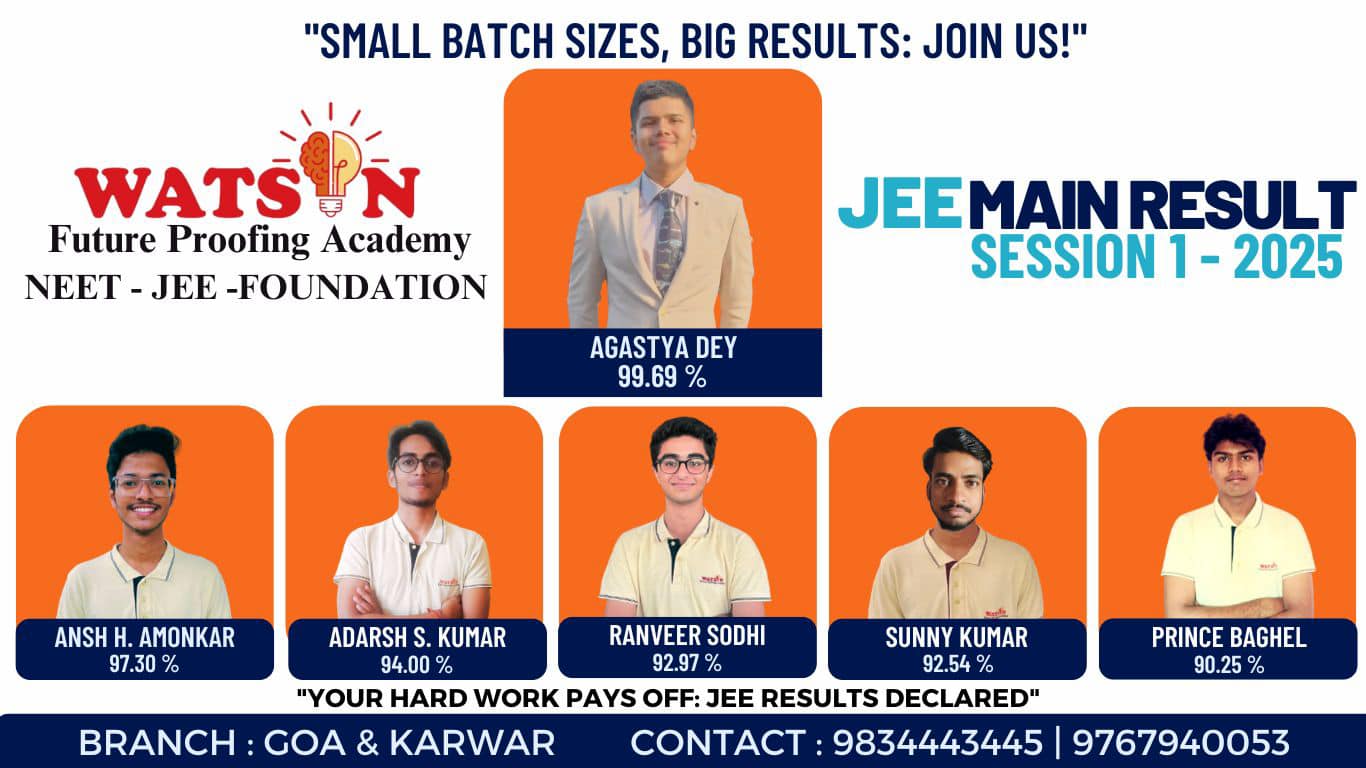 "SMALL BATCH SIZES, BIG RESULTS: JOIN US!"
WATSON
Future Proofing Academy
NEET - JEE -FOUNDATION
JEE MAIN RESULT
SESSION 1 - 2025
AGASTYA DEY
99.69 %
ANSH H. AMONKAR
97.30 %
ADARSH S. KUMAR
94.00 %
RANVEER SODHI
92.97 %
SUNNY KUMAR
92.54 %
PRINCE BAGHEL
90.25 %
"YOUR HARD WORK PAYS OFF: JEE RESULTS DECLARED"
BRANCH : GOA & KARWAR CONTACT : 9834443445 | 9767940053